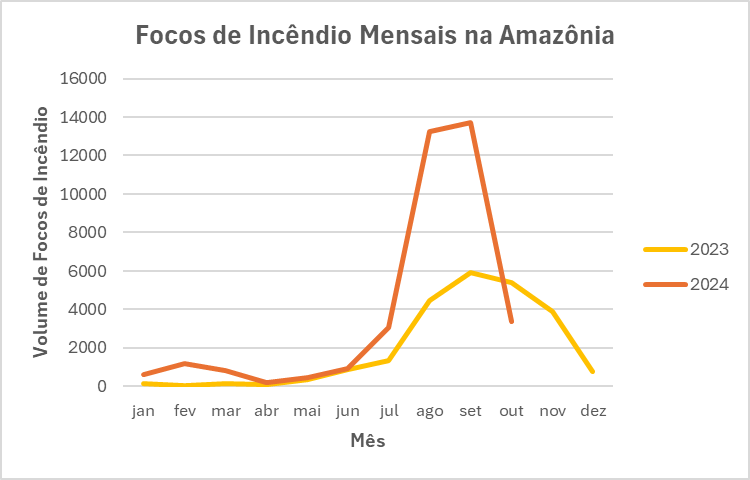 Focos de Incêndio Mensais na Amazônia
Volume de Focos de Incêndio
16000
14000
12000
10000
8000
6000
4000
2000
0
jan fev mar abr mai jun jul ago set out nov dez
Mês
2023
2024